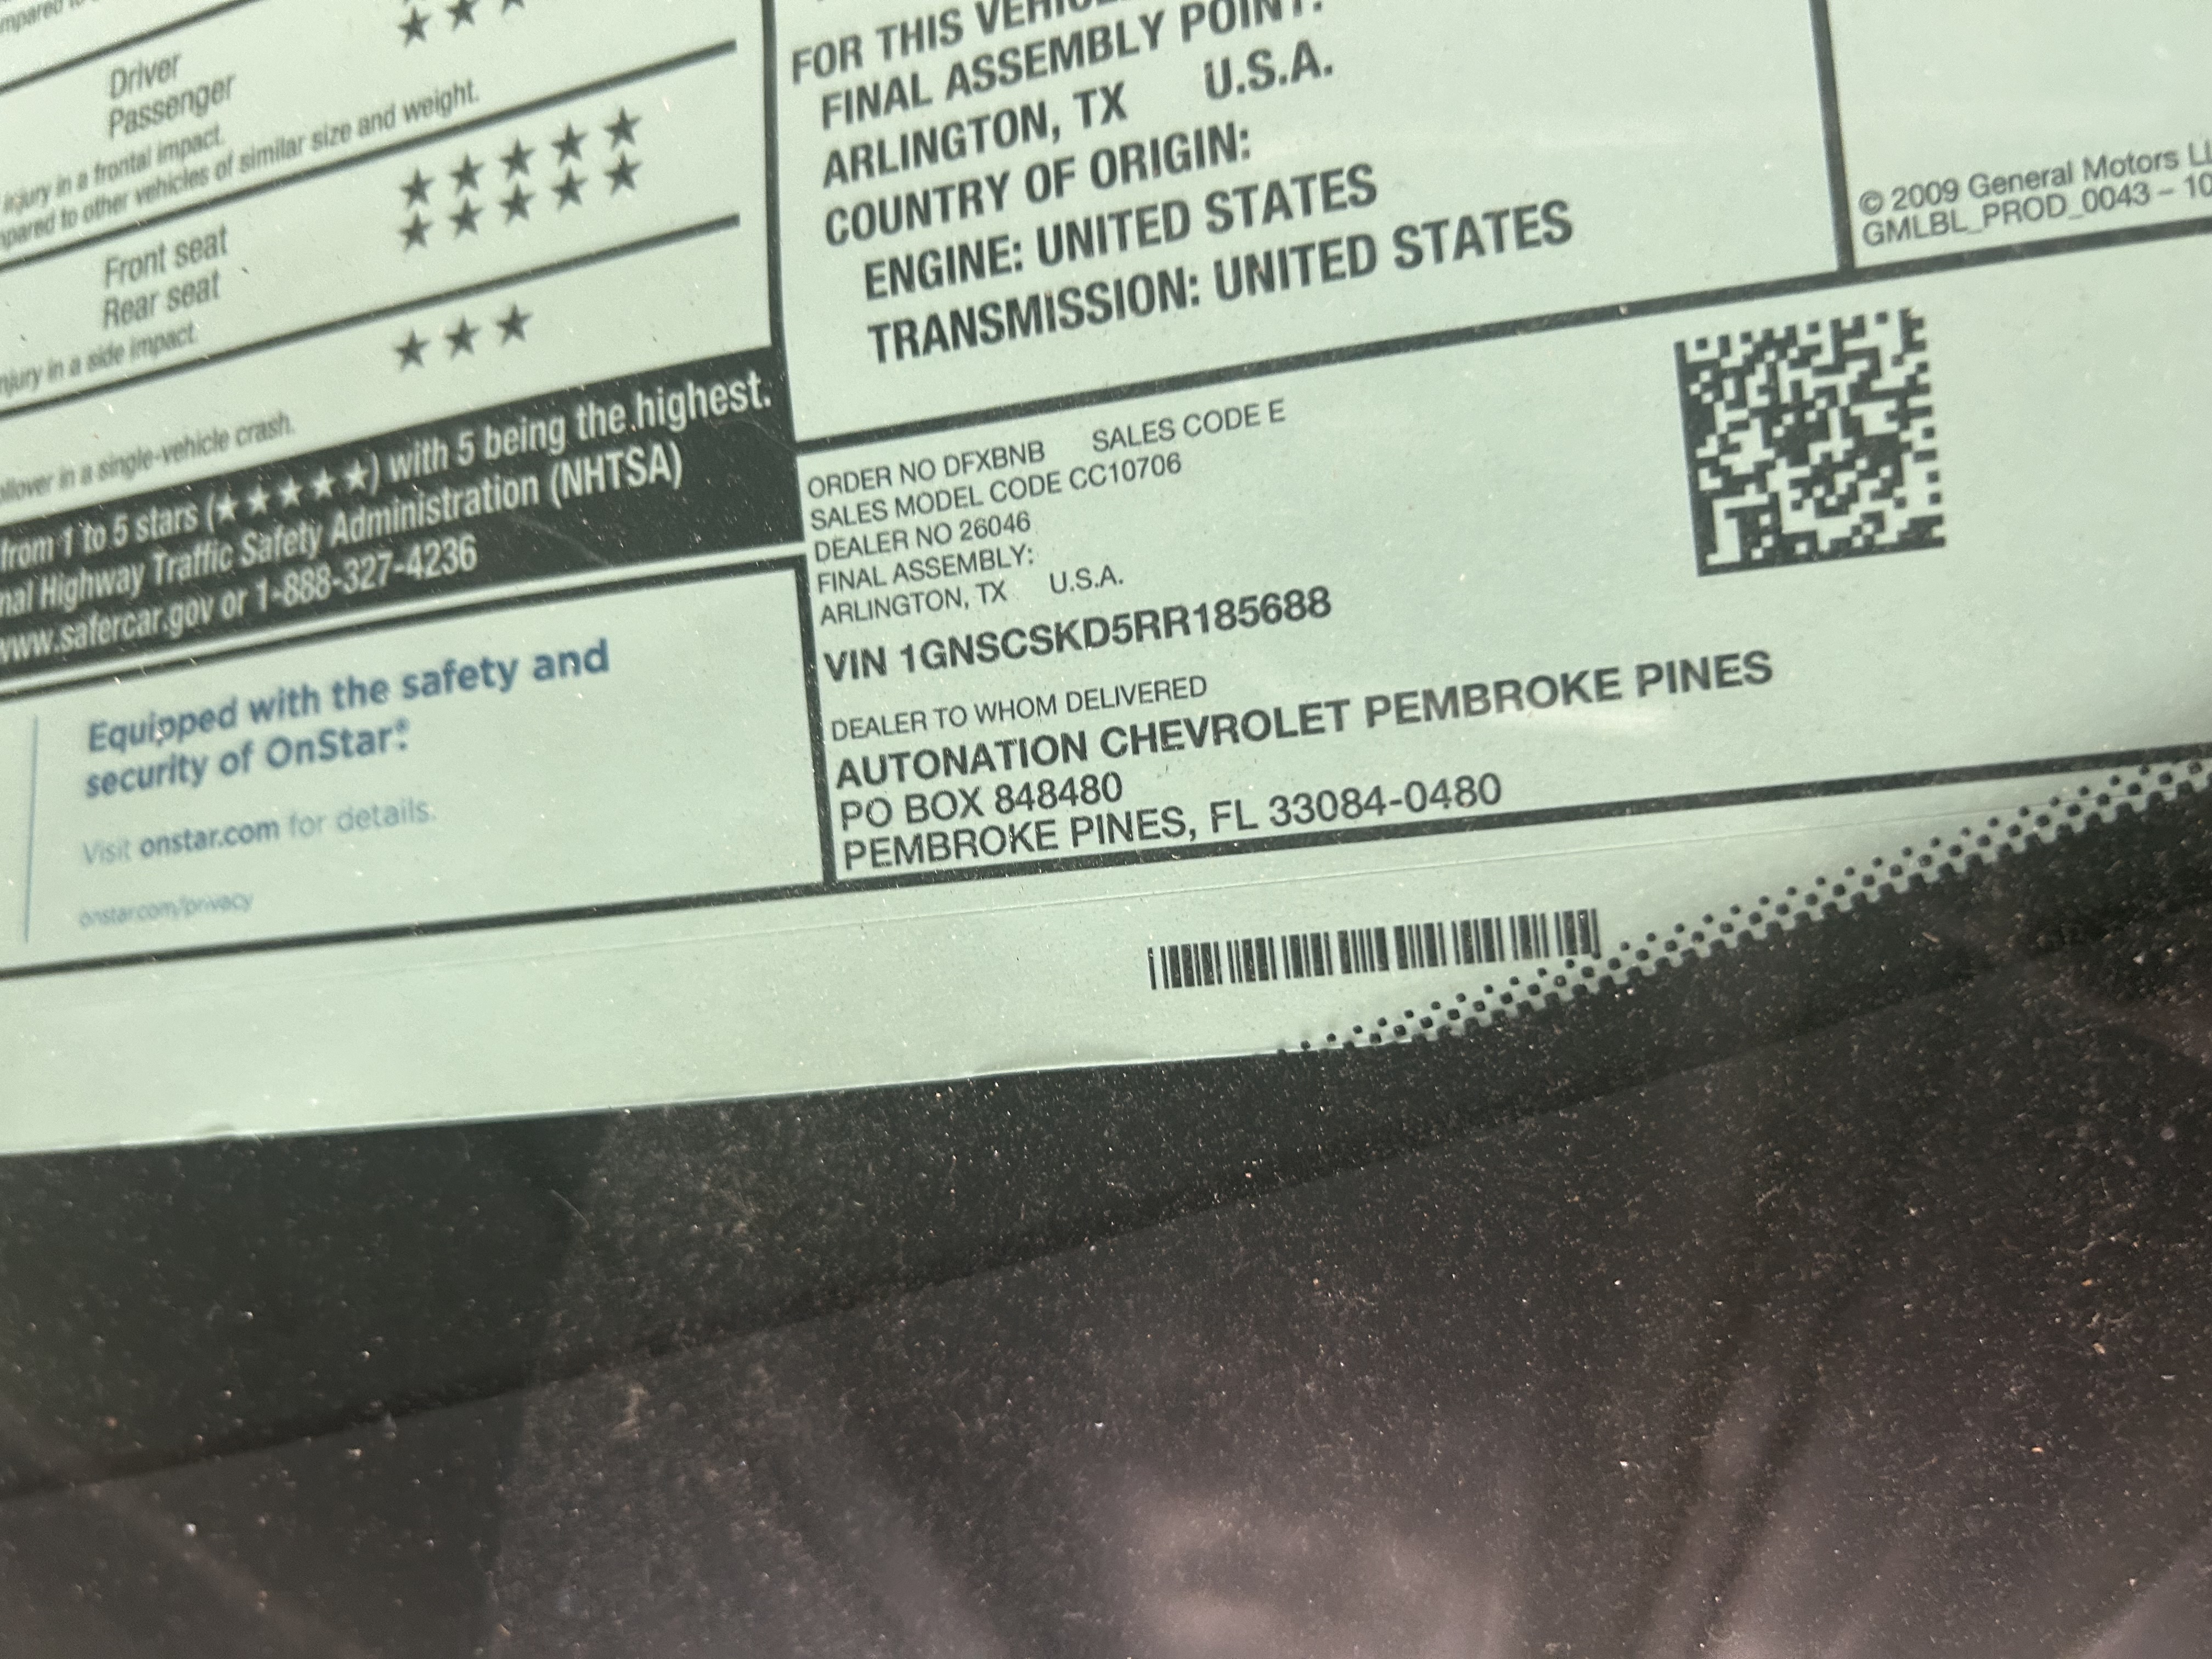 Driver
Passenger
injury in a frontal impact.
to other vehicles of similar size and weight.
Front seat
Rear seat
in a side impact.
★★★★★
★★★★★
★★★
in a single-vehicle crash.
from 1 to 5 stars (★★★★★) with 5 being the highest.
Highway Traffic Safety Administration (NHTSA)
www.safercar.gov or 1-888-327-4236
Equipped with the safety and
security of OnStar®.
Visit onstar.com for details.
onstar.com/privacy
FOR THIS
FINAL ASSEMBLY POINT:
ARLINGTON, TX U.S.A.
COUNTRY OF ORIGIN:
ENGINE: UNITED STATES
TRANSMISSION: UNITED STATES
© 2009 General Motors
GMLBL_PROD_0043 – 10
ORDER NO DFXBNB SALES CODE E
SALES MODEL CODE CC10706
DEALER NO 26046
FINAL ASSEMBLY:
ARLINGTON, TX U.S.A.
VIN 1GNSCSKD5RR185688
DEALER TO WHOM DELIVERED
AUTONATION CHEVROLET PEMBROKE PINES
PO BOX 848480
PEMBROKE PINES, FL 33084-0480